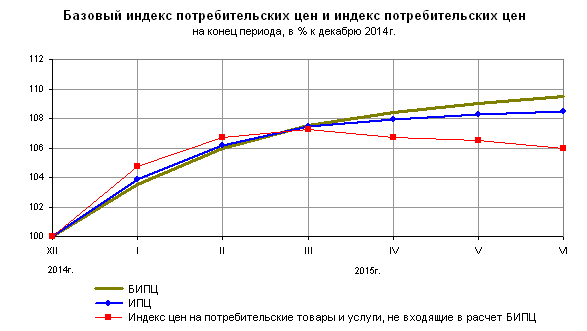 Базовый индекс потребительских цен и индекс потребительских цен
на конец периода, в % к декабрю 2014г.
112
110
108
106
104
102
100
XII I II III IV V VI
2014г. 2015г.
БИПЦ
ИПЦ
Индекс цен на потребительские товары и услуги, не входящие в расчет БИПЦ